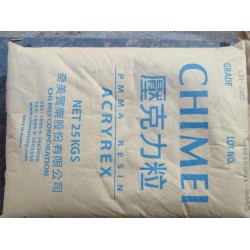 GRADE
LOT NO.
CHIMEI
壓克力粒
PMMA RESIN
ACRYREX
NET 25 KGS
奇美實業股份有限公司
CHI MEI CORPORATION